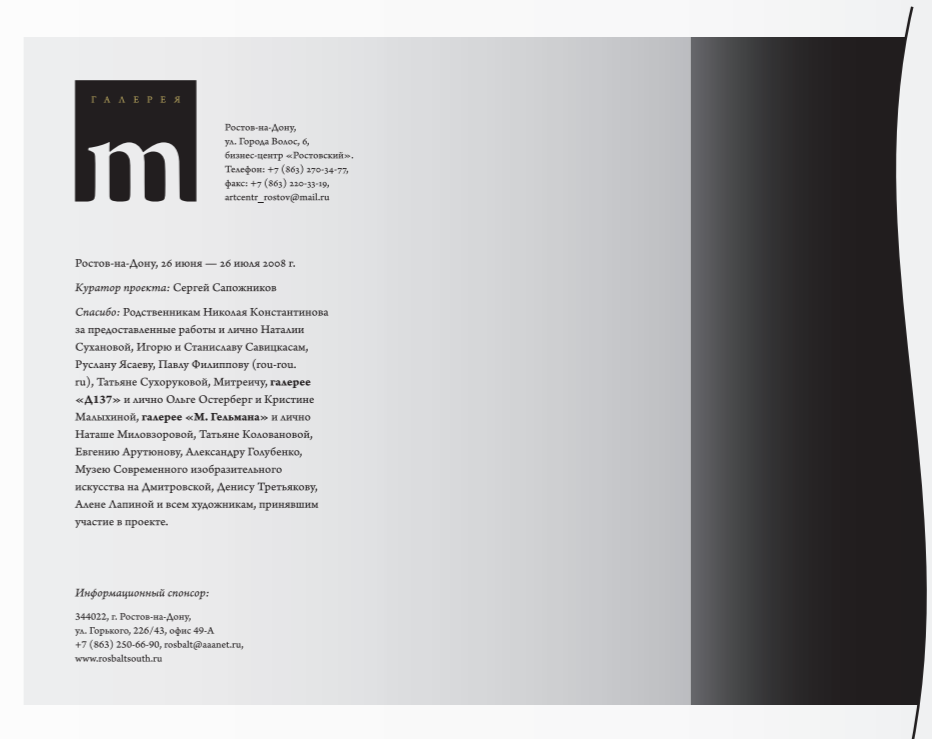 ГАЛЕРЕЯ
m
Ростов-на-Дону,
ул. Города Волос, 6,
бизнес-центр «Ростовский».
Телефон: +7 (863) 270-34-77,
факс: +7 (863) 220-33-19,
artcentr_rostov@mail.ru
Ростов-на-Дону, 26 июня — 26 июля 2008 г.
Куратор проекта: Сергей Сапожников
Спасибо: Родственникам Николая Константинова
за предоставленные работы и лично Наталии
Сухановой, Игорю и Станиславу Савицкасам,
Руслану Ясаеву, Павлу Филиппову (rou-rou.
ru), Татьяне Сухоруковой, Митреичу, галерее
«Д137» и лично Ольге Остерберг и Кристине
Малыхиной, галерее «М. Гельмана» и лично
Наташе Миловзоровой, Татьяне Коловановой,
Евгению Арутюнову, Александру Голубенко,
Музею Современного изобразительного
искусства на Дмитровской, Денису Третьякову,
Алене Лапиной и всем художникам, принявшим
участие в проекте.
Информационный спонсор:
344022, г. Ростов-на-Дону,
ул. Горького, 226/43, офис 49-А
+7 (863) 250-66-90, rosbalt@aaanet.ru,
www.rosbaltsouth.ru